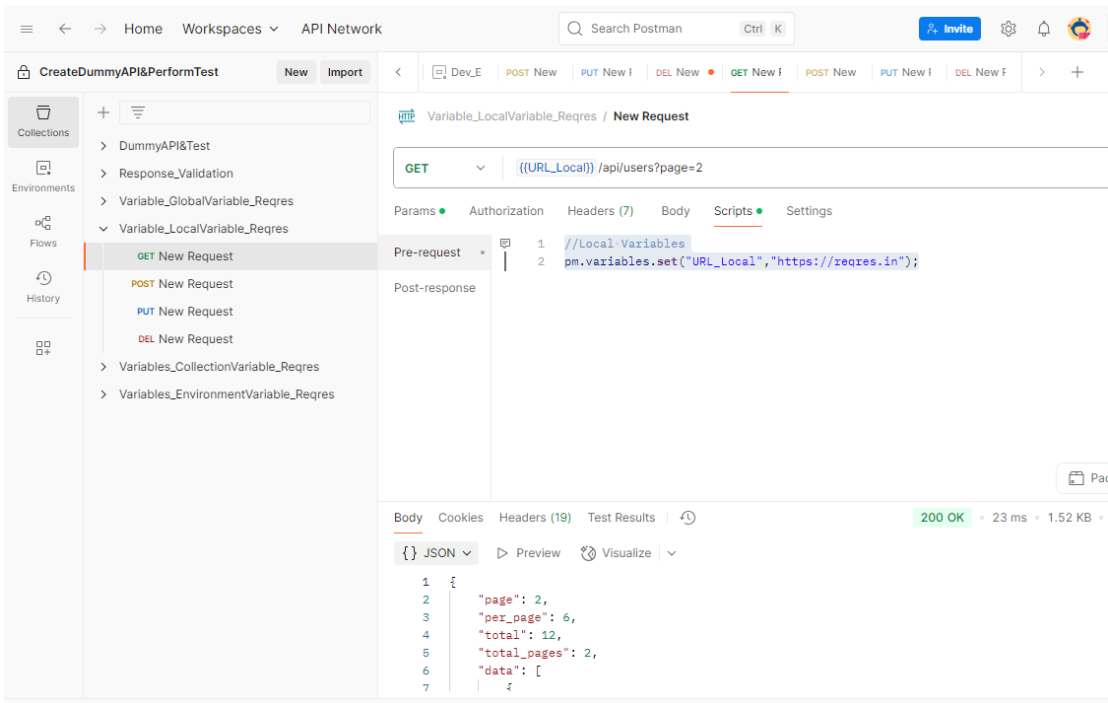 Home Workspaces API Network Search Postman Ctrl K Invite
CreateDummyAPI&PerformTest New Import
Dev_E POST New PUT New DEL New GET New POST New PUT New DEL New
Collections
Environments
Flows
History
DummyAPI&Test
Response_Validation
Variable_GlobalVariable_Reqres
Variable_LocalVariable_Reqres
GET New Request
POST New Request
PUT New Request
DEL New Request
Variables_CollectionVariable_Reqres
Variables_EnvironmentVariable_Reqres
HTTP Variable_LocalVariable_Reqres / New Request
GET {{URL_Local}} /api/users?page=2
Params Authorization Headers (7) Body Scripts Settings
Pre-request
Post-response
1 //Local Variables
2 pm.variables.set("URL_Local","https://reqres.in");
Body Cookies Headers (19) Test Results 200 OK 23 ms 1.52 KB
{} JSON Preview Visualize
1 {
2 "page": 2,
3 "per_page": 6,
4 "total": 12,
5 "total_pages": 2,
6 "data": [
7 {